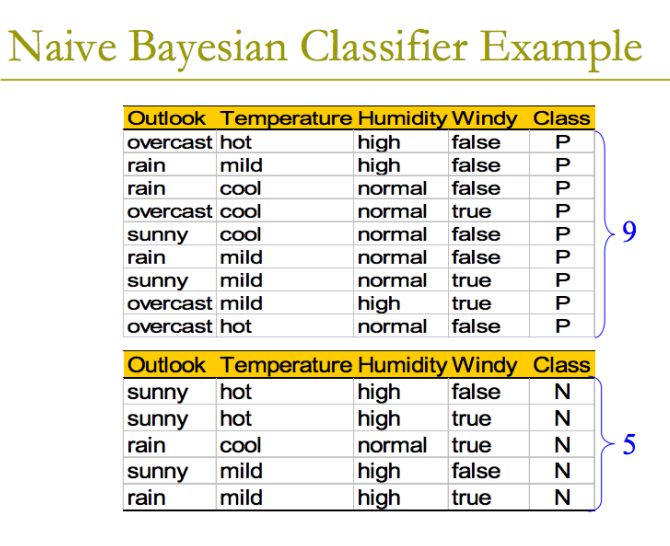 Naive Bayesian Classifier Example
Outlook Temperature Humidity Windy Class
overcast hot high false P
rain mild high false P
rain cool normal false P
overcast cool normal true P
sunny cool normal false P
rain mild normal false P
sunny mild normal true P
overcast mild high true P
overcast hot normal false P
9
Outlook Temperature Humidity Windy Class
sunny hot high false N
sunny hot high true N
rain cool normal true N
sunny mild high false N
rain mild high true N
5